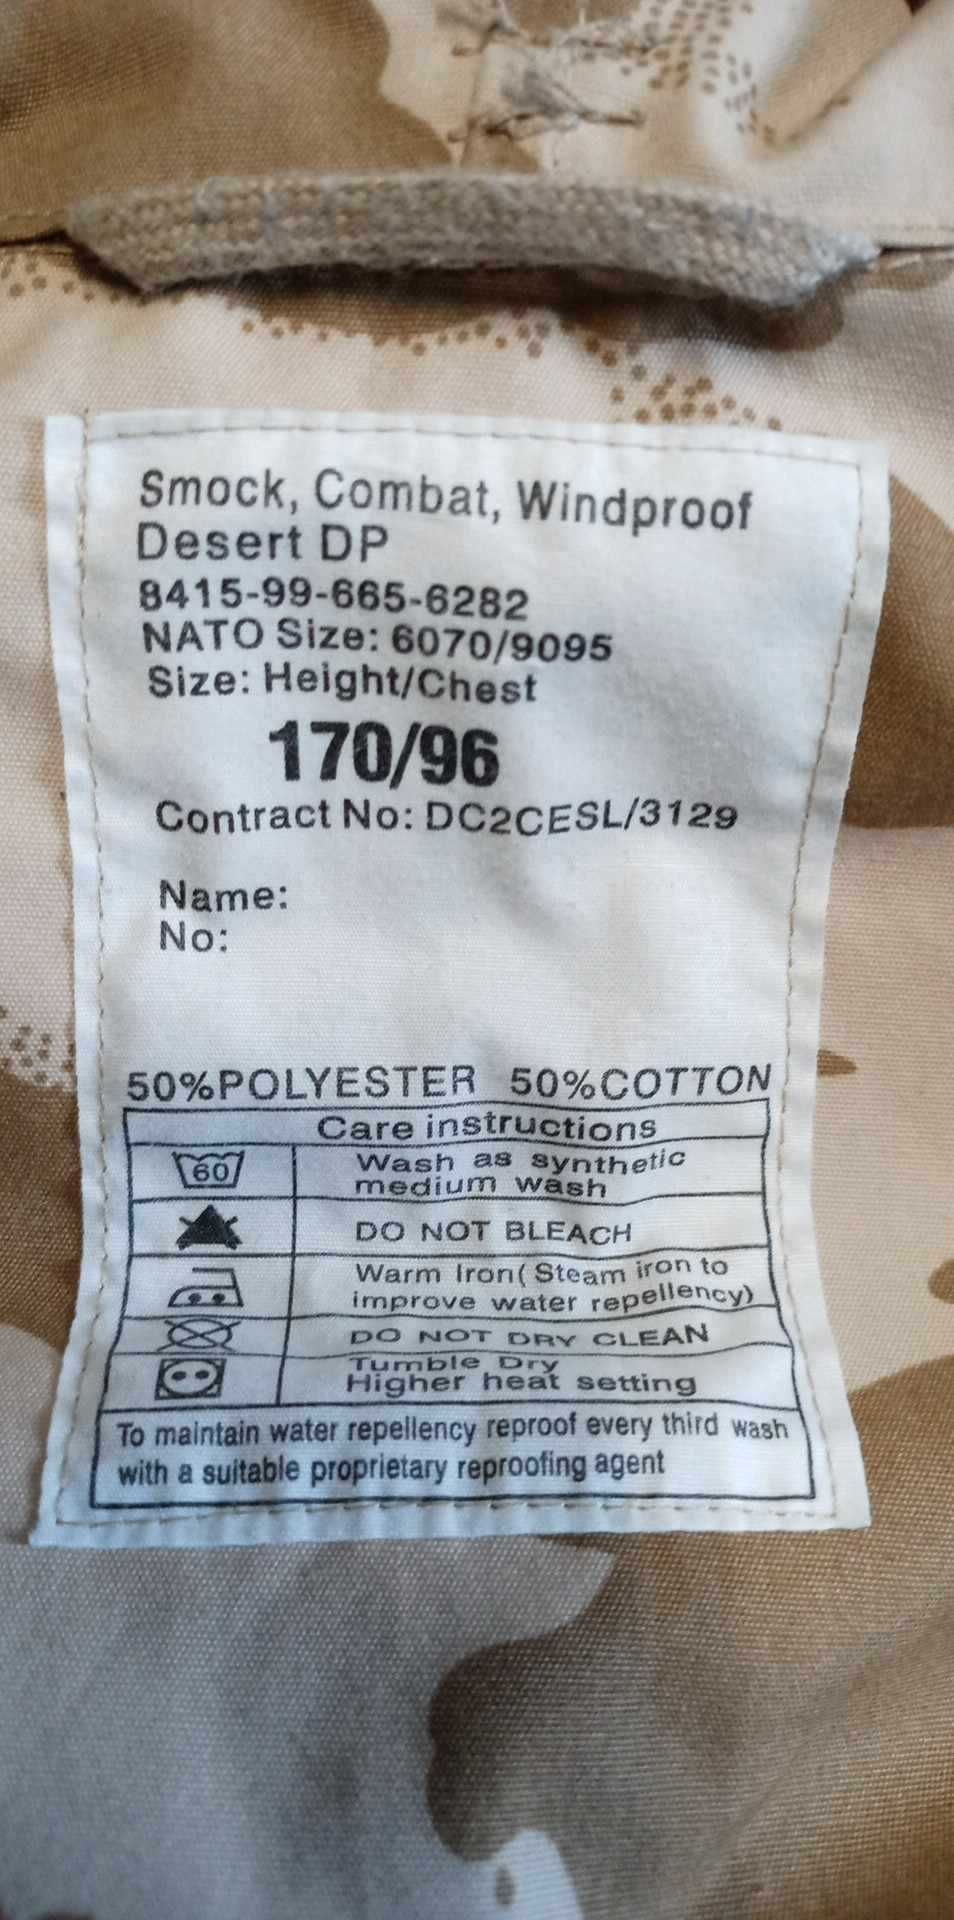 Smock, Combat, Windproof
Desert DP
8415-99-665-6282
NATO Size: 6070/9095
Size: Height/Chest
170/96
Contract No: DC2CESL/3129
Name:
No:
50%POLYESTER 50%COTTON
Care instructions
60
Wash as synthetic
medium wash
DO NOT BLEACH
Warm Iron( Steam iron to
improve water repellency)
DO NOT DRY CLEAN
Tumble Dry
Higher heat setting
To maintain water repellency reproof every third wash
with a suitable proprietary reproofing agent